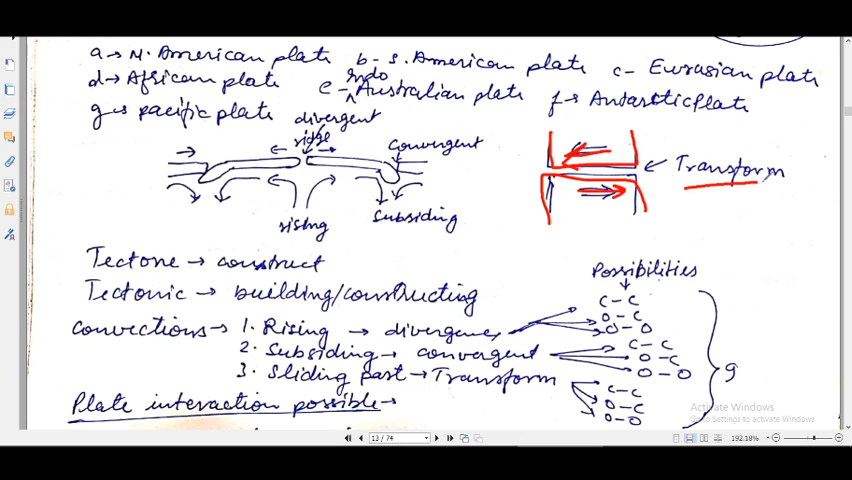 a → N. American plate b - S. American plate c - Eurasian plate
d → African plate e - Indo Australian plate f → Antarctic Plate
g → pacific plate
divergent
ridge
convergent
Transform
rising
Subsiding
Tectone → construct
Tectonic → building/constructing
Possibilities
convections → 1. Rising → divergence
2. Subsiding → convergent
3. Sliding past → Transform
C - C
O - C
O - O
C - C
O - C
O - O
C - C
O - C
O - O
9
Plate interaction possible →
Activate Windows
Go to Settings to activate Windows.
13 / 74
192.18%